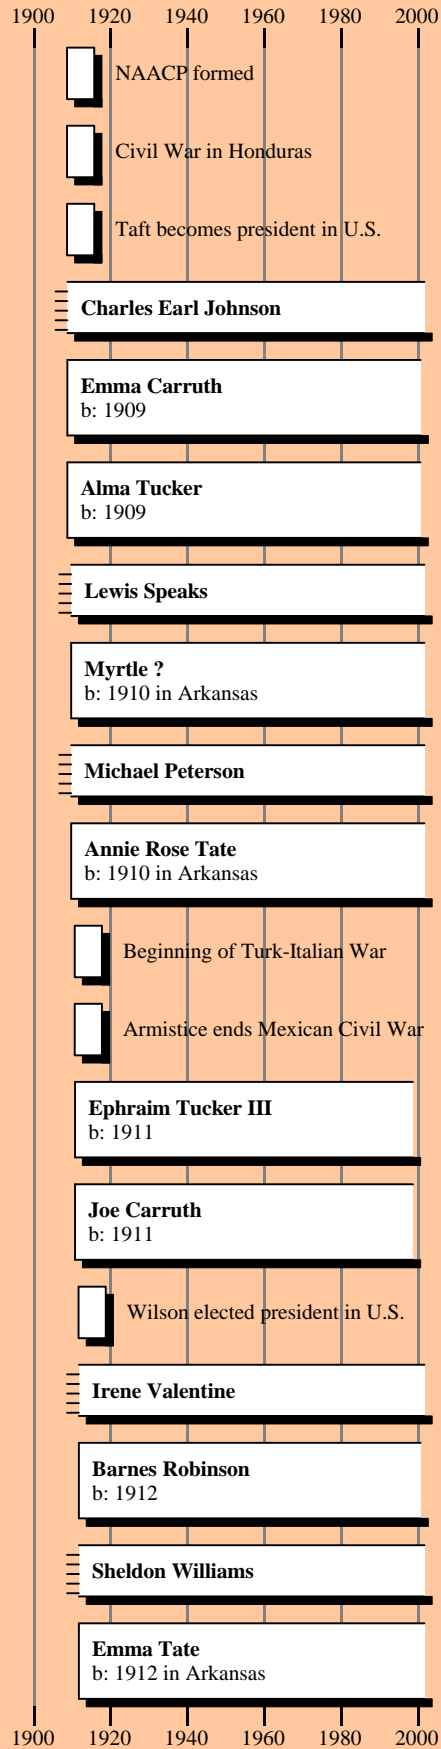 1900 1920 1940 1960 1980 2000
NAACP formed
Civil War in Honduras
Taft becomes president in U.S.
Charles Earl Johnson
Emma Carruth
b: 1909
Alma Tucker
b: 1909
Lewis Speaks
Myrtle ?
b: 1910 in Arkansas
Michael Peterson
Annie Rose Tate
b: 1910 in Arkansas
Beginning of Turk-Italian War
Armistice ends Mexican Civil War
Ephraim Tucker III
b: 1911
Joe Carruth
b: 1911
Wilson elected president in U.S.
Irene Valentine
Barnes Robinson
b: 1912
Sheldon Williams
Emma Tate
b: 1912 in Arkansas
1900 1920 1940 1960 1980 2000